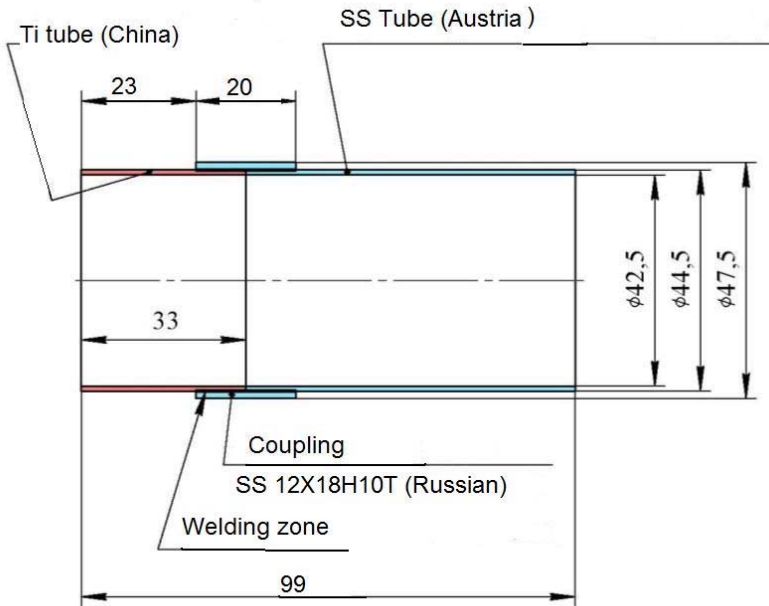 SS Tube (Austria)
Ti tube (China)
23
20
33
ϕ42,5
ϕ44,5
ϕ47,5
Coupling
SS 12X18H10T (Russian)
Welding zone
99